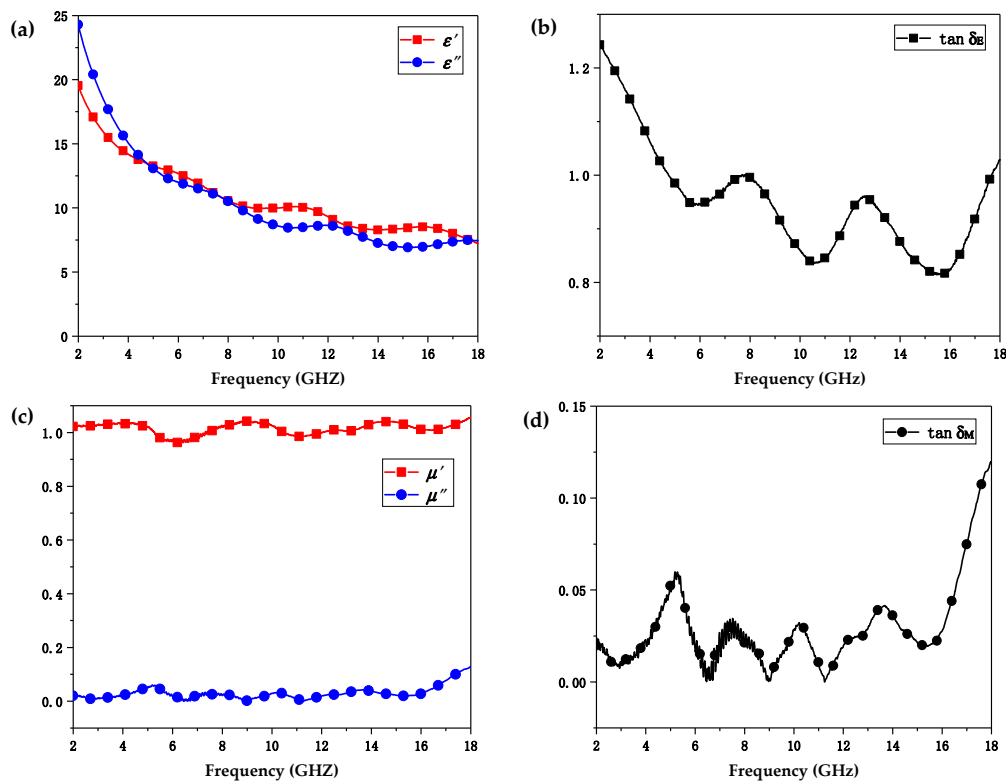 (a)
25
20
15
10
5
0
ε′
ε″
2 4 6 8 10 12 14 16 18
Frequency (GHZ)
(b)
1.2
1.0
0.8
tan δE
2 4 6 8 10 12 14 16 18
Frequency (GHz)
(c)
1.0
0.8
0.6
0.4
0.2
0.0
μ′
μ″
2 4 6 8 10 12 14 16 18
Frequency (GHZ)
(d)
0.15
0.10
0.05
0.00
tan δM
2 4 6 8 10 12 14 16 18
Frequency (GHz)